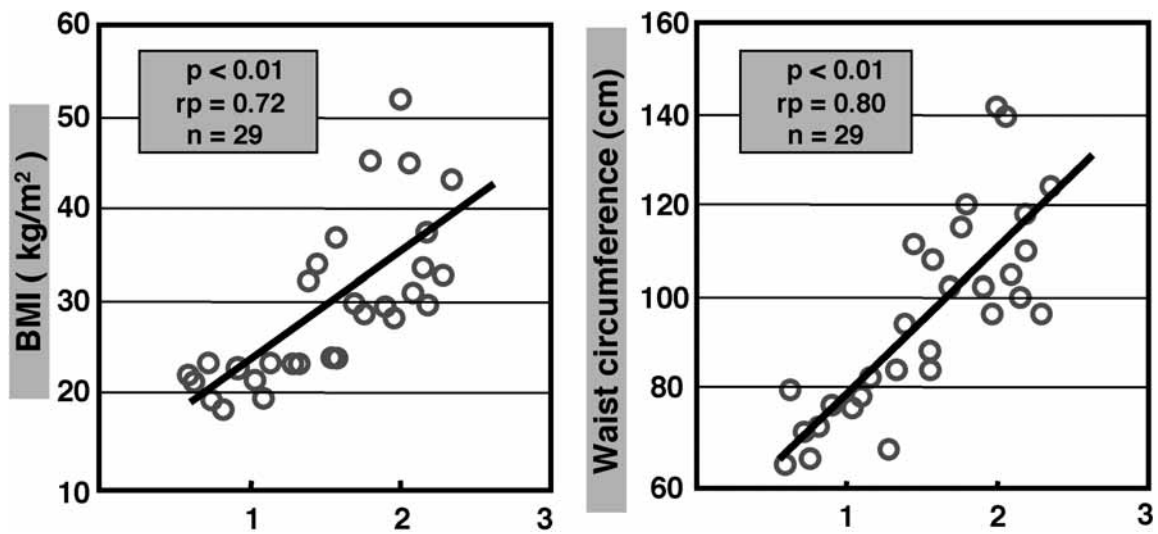 BMI ( kg/m²)
60
50
40
30
20
10
p < 0.01
rp = 0.72
n = 29
1
2
3
Waist circumference (cm)
160
140
120
100
80
60
p < 0.01
rp = 0.80
n = 29
1
2
3